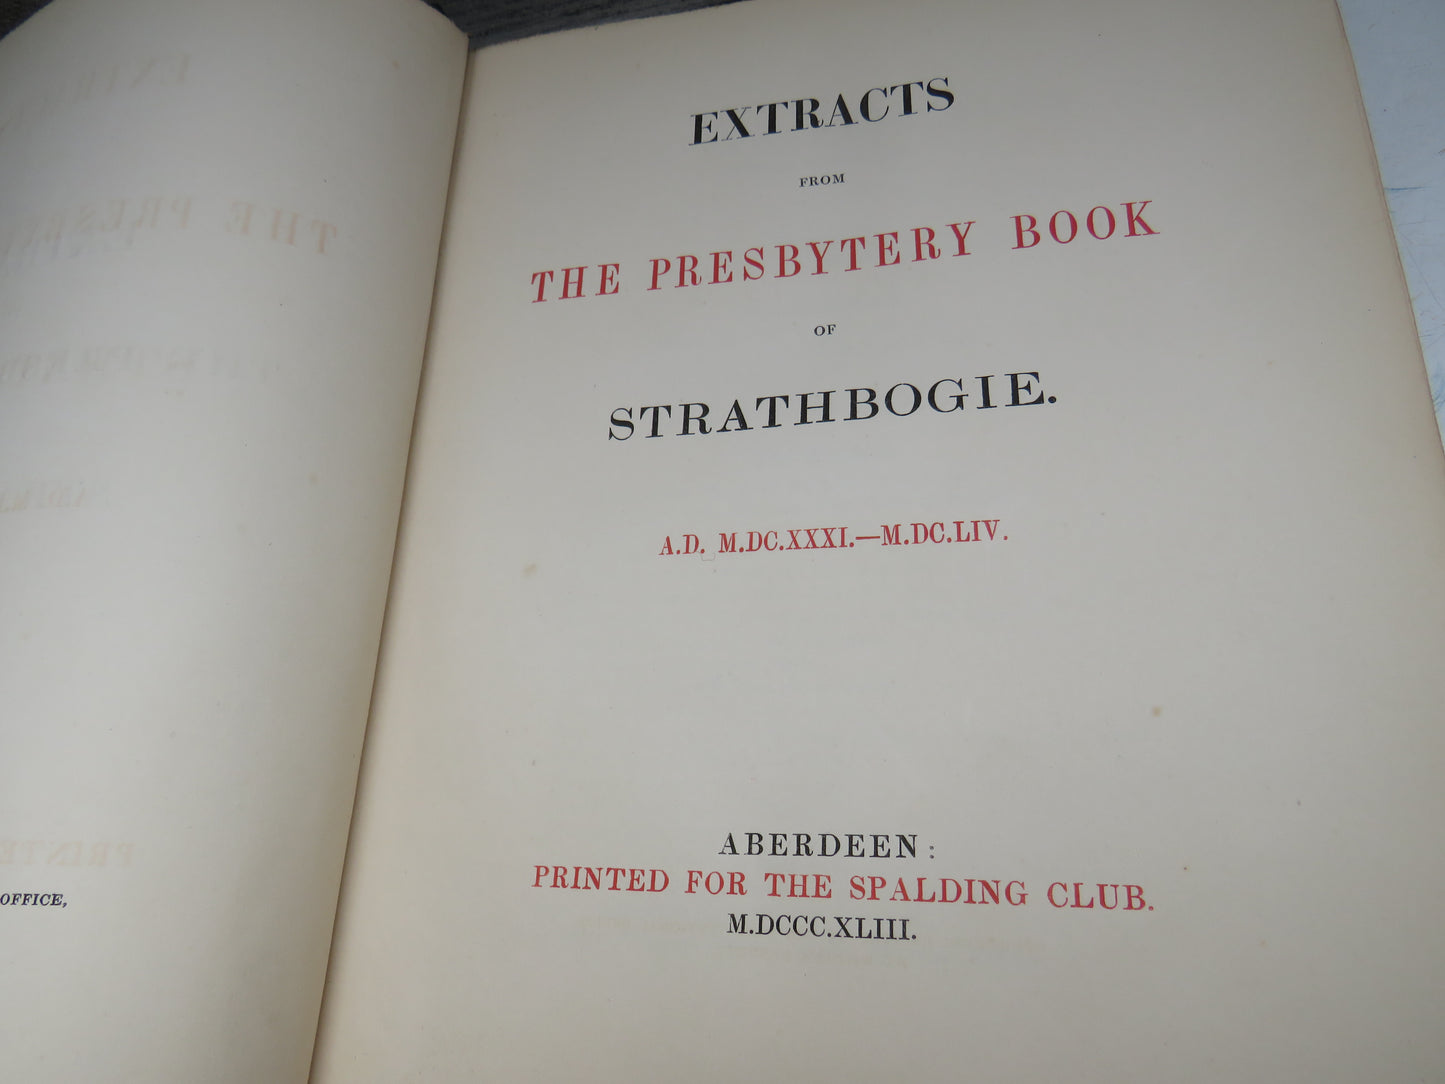 EXTRACTS
FROM
THE PRESBYTERY BOOK
OF
STRATHBOGIE.
A.D. M.DC.XXXI.—M.DC.LIV.
ABERDEEN:
PRINTED FOR THE SPALDING CLUB.
M.DCCC.XLIII.
OFFICE,